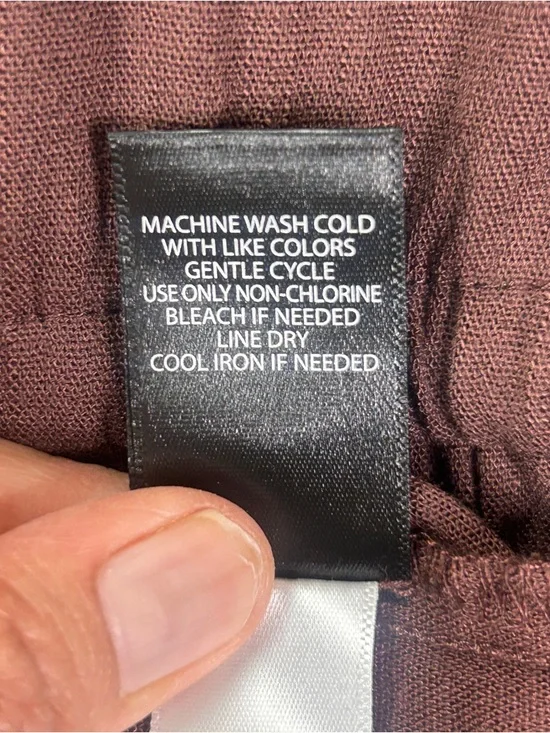 MACHINE WASH COLD
WITH LIKE COLORS
GENTLE CYCLE
USE ONLY NON-CHLORINE
BLEACH IF NEEDED
LINE DRY
COOL IRON IF NEEDED